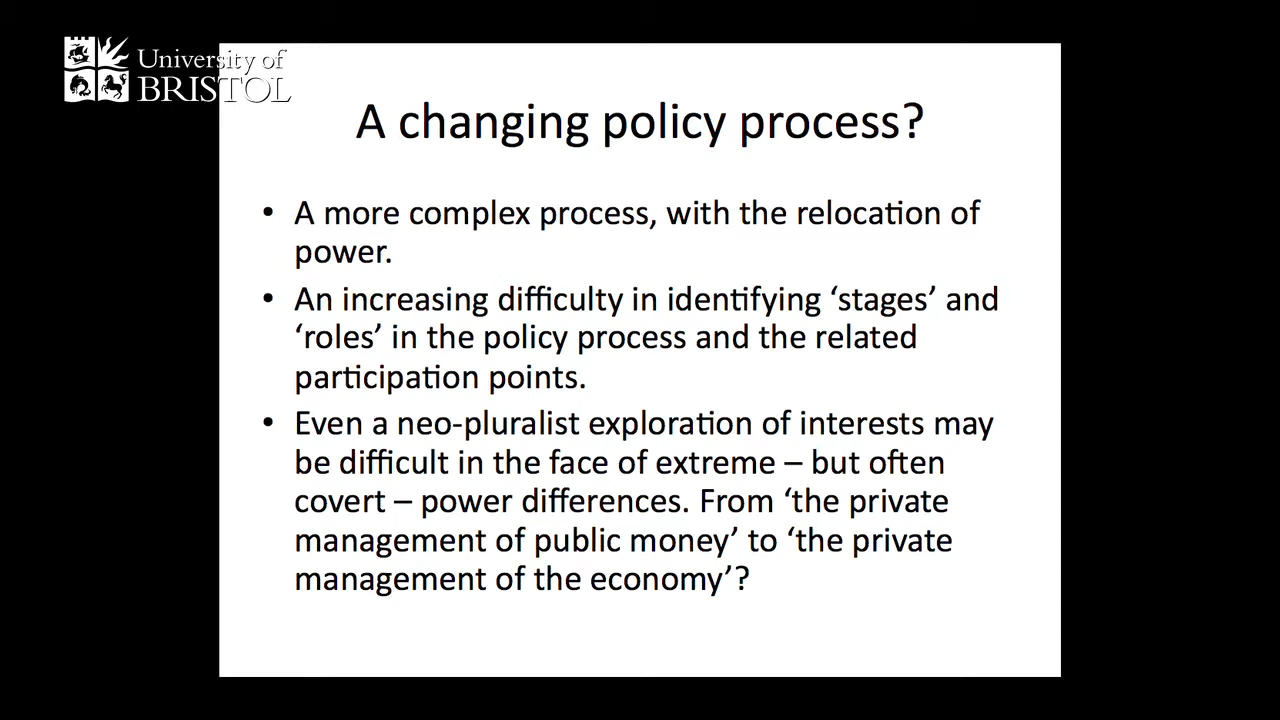 University of
BRISTOL
A changing policy process?
• A more complex process, with the relocation of
power.
• An increasing difficulty in identifying ‘stages’ and
‘roles’ in the policy process and the related
participation points.
• Even a neo-pluralist exploration of interests may
be difficult in the face of extreme – but often
covert – power differences. From ‘the private
management of public money’ to ‘the private
management of the economy’?